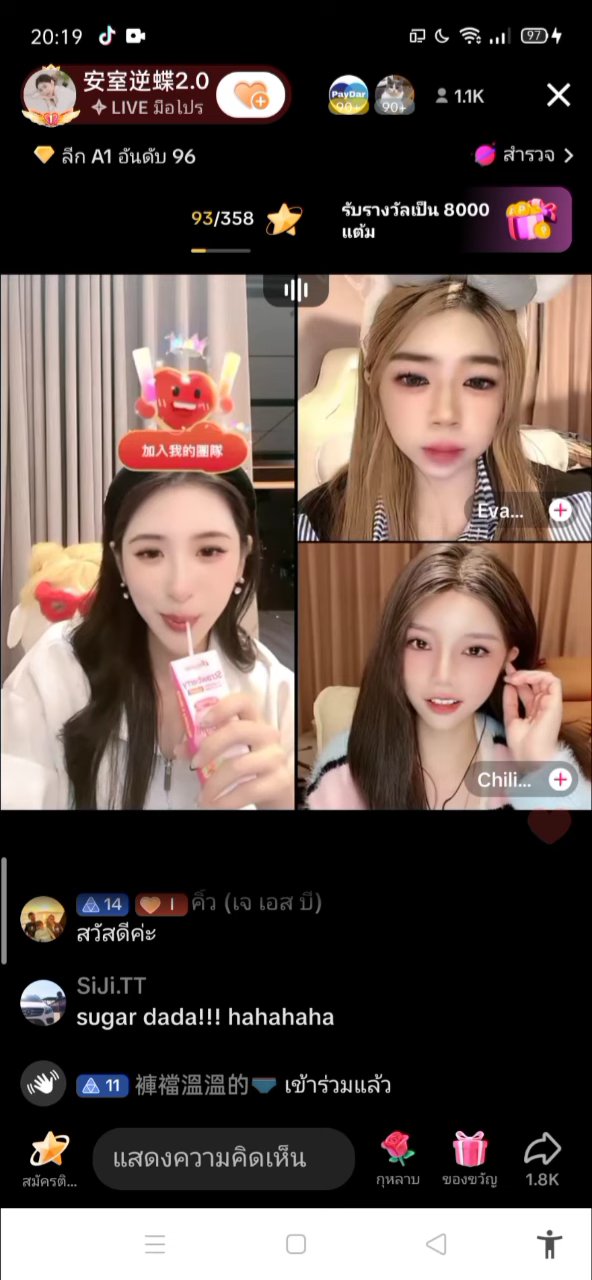 20:19
97
安室逆蝶2.0
LIVE มือโปร
PayDay
90+
90+
1.1K
ลีก A1 อันดับ 96
สำรวจ
93/358
รับรางวัลเป็น 8000
แต้ม
加入我的團隊
Strawberry
Eva...
Chili...
14 I คิ้ว (เจ เอส บี)
สวัสดีค่ะ
SiJi.TT
sugar dada!!! hahahaha
11 褲襠溫溫的 เข้าร่วมแล้ว
สมัครติ...
แสดงความคิดเห็น
กุหลาบ
ของขวัญ
1.8K